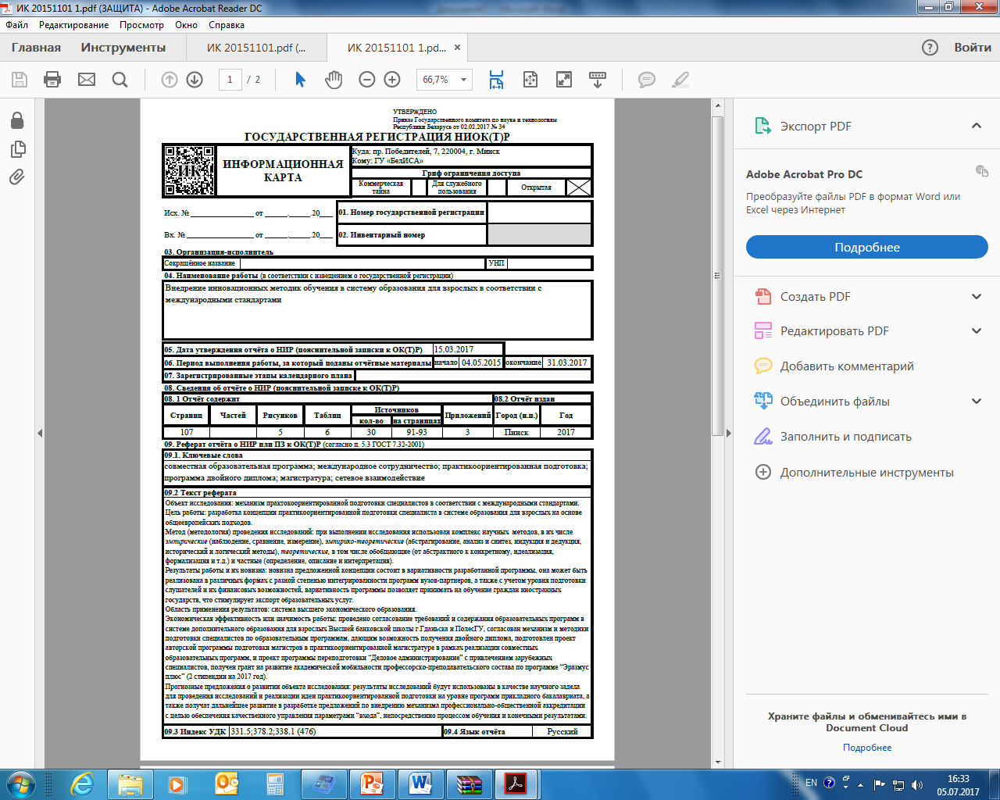 ИК 20151101 1.pdf (ЗАЩИТА) - Adobe Acrobat Reader DC
Файл Редактирование Просмотр Окно Справка
Главная Инструменты ИК 20151101.pdf (... ИК 20151101 1.pd... × Войти
1 / 2 66,7%
УТВЕРЖДЕНО
Приказ Государственного комитета по науке и технологиям
Республики Беларусь от 02.02.2017 № 34
ГОСУДАРСТВЕННАЯ РЕГИСТРАЦИЯ НИОК(Т)Р
ИК
ИНФОРМАЦИОННАЯ
КАРТА
Куда: пр. Победителей, 7, 220004, г. Минск
Кому: ГУ «БелИСА»
Гриф ограничения доступа
Коммерческая тайна Для служебного пользования Открытая
Исх. № ________ от ______.______.20___ 01. Номер государственной регистрации
Вх. № ________ от ______.______.20___ 02. Инвентарный номер
03. Организация-исполнитель
Сокращённое название УНП
04. Наименование работы (в соответствии с извещением о государственной регистрации)
Внедрение инновационных методик обучения в систему образования для взрослых в соответствии с
международными стандартами
05. Дата утверждения отчёта о НИР (пояснительной записки к ОК(Т)Р) 15.03.2017
06. Период выполнения работы, за который поданы отчётные материалы начало 04.05.2015 окончание 31.03.2017
07. Зарегистрированные этапы календарного плана
08. Сведения об отчёте о НИР (пояснительной записке к ОК(Т)Р)
08. 1 Отчёт содержит 08.2 Отчёт издан
Страниц Частей Рисунков Таблиц Источников кол-во на страницах Приложений Город (н.п.) Год
107 5 6 30 91-93 3 Пинск 2017
09. Реферат отчёта о НИР или ПЗ к ОК(Т)Р (согласно п. 5.3 ГОСТ 7.32-2001)
09.1. Ключевые слова
совместная образовательная программа; международное сотрудничество; практикоориентированная подготовка;
программа двойного диплома; магистратура; сетевое взаимодействие
09.2 Текст реферата
Объект исследования: механизм практокоориентированной подготовки специалистов в соответствии с международными стандартами.
Цель работы: разработка концепции практикоориентированной подготовки специалиста в системе образования для взрослых на основе
общеевропейских подходов.
Метод (методология) проведения исследований: при выполнении исследования использован комплекс научных методов, в их числе
эмпирические (наблюдение, сравнение, измерение), эмпирико-теоретические (абстрагирование, анализ и синтез, индукция и дедукция,
исторический и логический методы), теоретические, в том числе обобщающие (от абстрактного к конкретному, идеализация,
формализация и т.д.) и частные (определение, описание и интерпретация).
Результаты работы и их новизна: новизна предложенной концепции состоит в вариативности разработанной программы, она может быть
реализована в различных формах с разной степенью интегрированности программ вузов-партнеров, а также с учетом уровня подготовки
слушателей и их финансовых возможностей, вариативность программы позволяет принимать на обучение граждан иностранных
государств, что стимулирует экспорт образовательных услуг.
Область применения результатов: система высшего экономического образования.
Экономическая эффективность или значимость работы: проведено согласование требований и содержания образовательных программ в
системе дополнительного образования для взрослых Высшей банковской школы г.Гданьска и ПолесГУ, согласован механизм и методики
подготовки специалистов по образовательным программам, дающим возможность получения двойного диплома, подготовлен проект
авторской программы подготовки магистров в практикоориентированной магистратуре в рамках реализации совместных
образовательных программ, и проект программы переподготовки “Деловое администрирование” с привлечением зарубежных
специалистов, получен грант на развитие академической мобильности профессорско-преподавательского состава по программе “Эразмус
плюс” (2 стипендии на 2017 год).
Прогнозные предложения о развитии объекта исследования: результаты исследований будут использованы в качестве научного задела
для проведения исследований и реализации идеи практикоориентированной подготовки на уровне программ прикладного бакалавриата, а
также получат дальнейшее развитие в разработке предложений по внедрению механизма профессионально-общественной аккредитации
с целью обеспечения качественного управления параметрами “входа”, непосредственно процессом обучения и конечными результатами.
09.3 Индекс УДК 331.5;378.2;338.1 (476) 09.4 Язык отчёта Русский
Экспорт PDF
Adobe Acrobat Pro DC
Преобразуйте файлы PDF в формат Word или
Excel через Интернет
Подробнее
Создать PDF
Редактировать PDF
Добавить комментарий
Объединить файлы
Заполнить и подписать
Дополнительные инструменты
Храните файлы и обменивайтесь ими в
Document Cloud
Подробнее
EN 16:33
05.07.2017